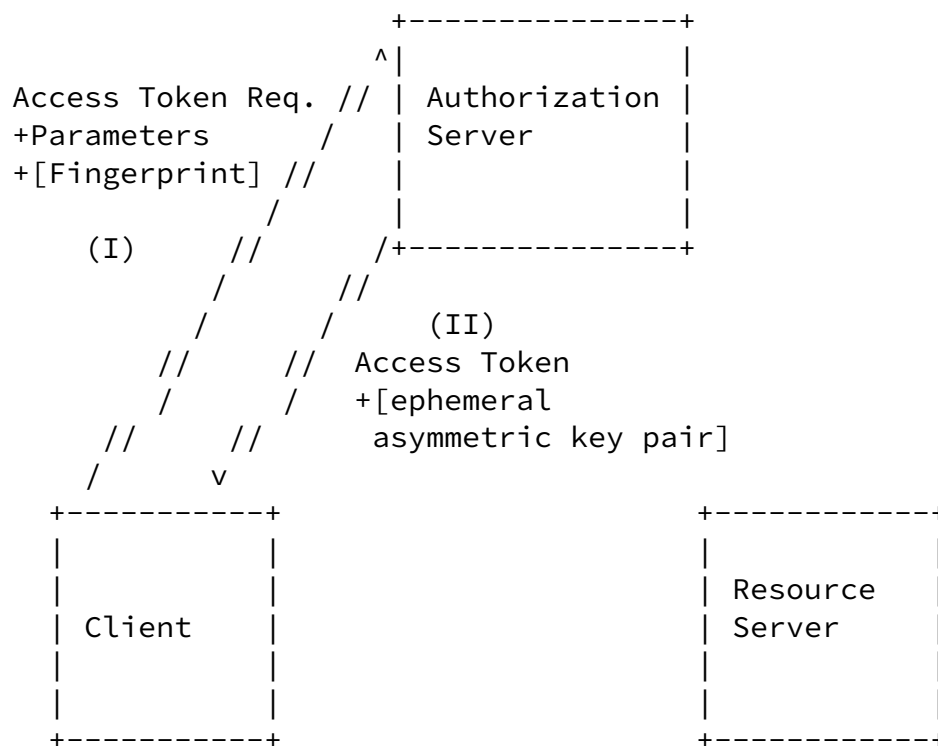 Access Token Req.
+Parameters
+[Fingerprint]
Authorization
Server
(I)
(II)
Access Token
+[ephemeral
asymmetric key pair]
Client
Resource
Server